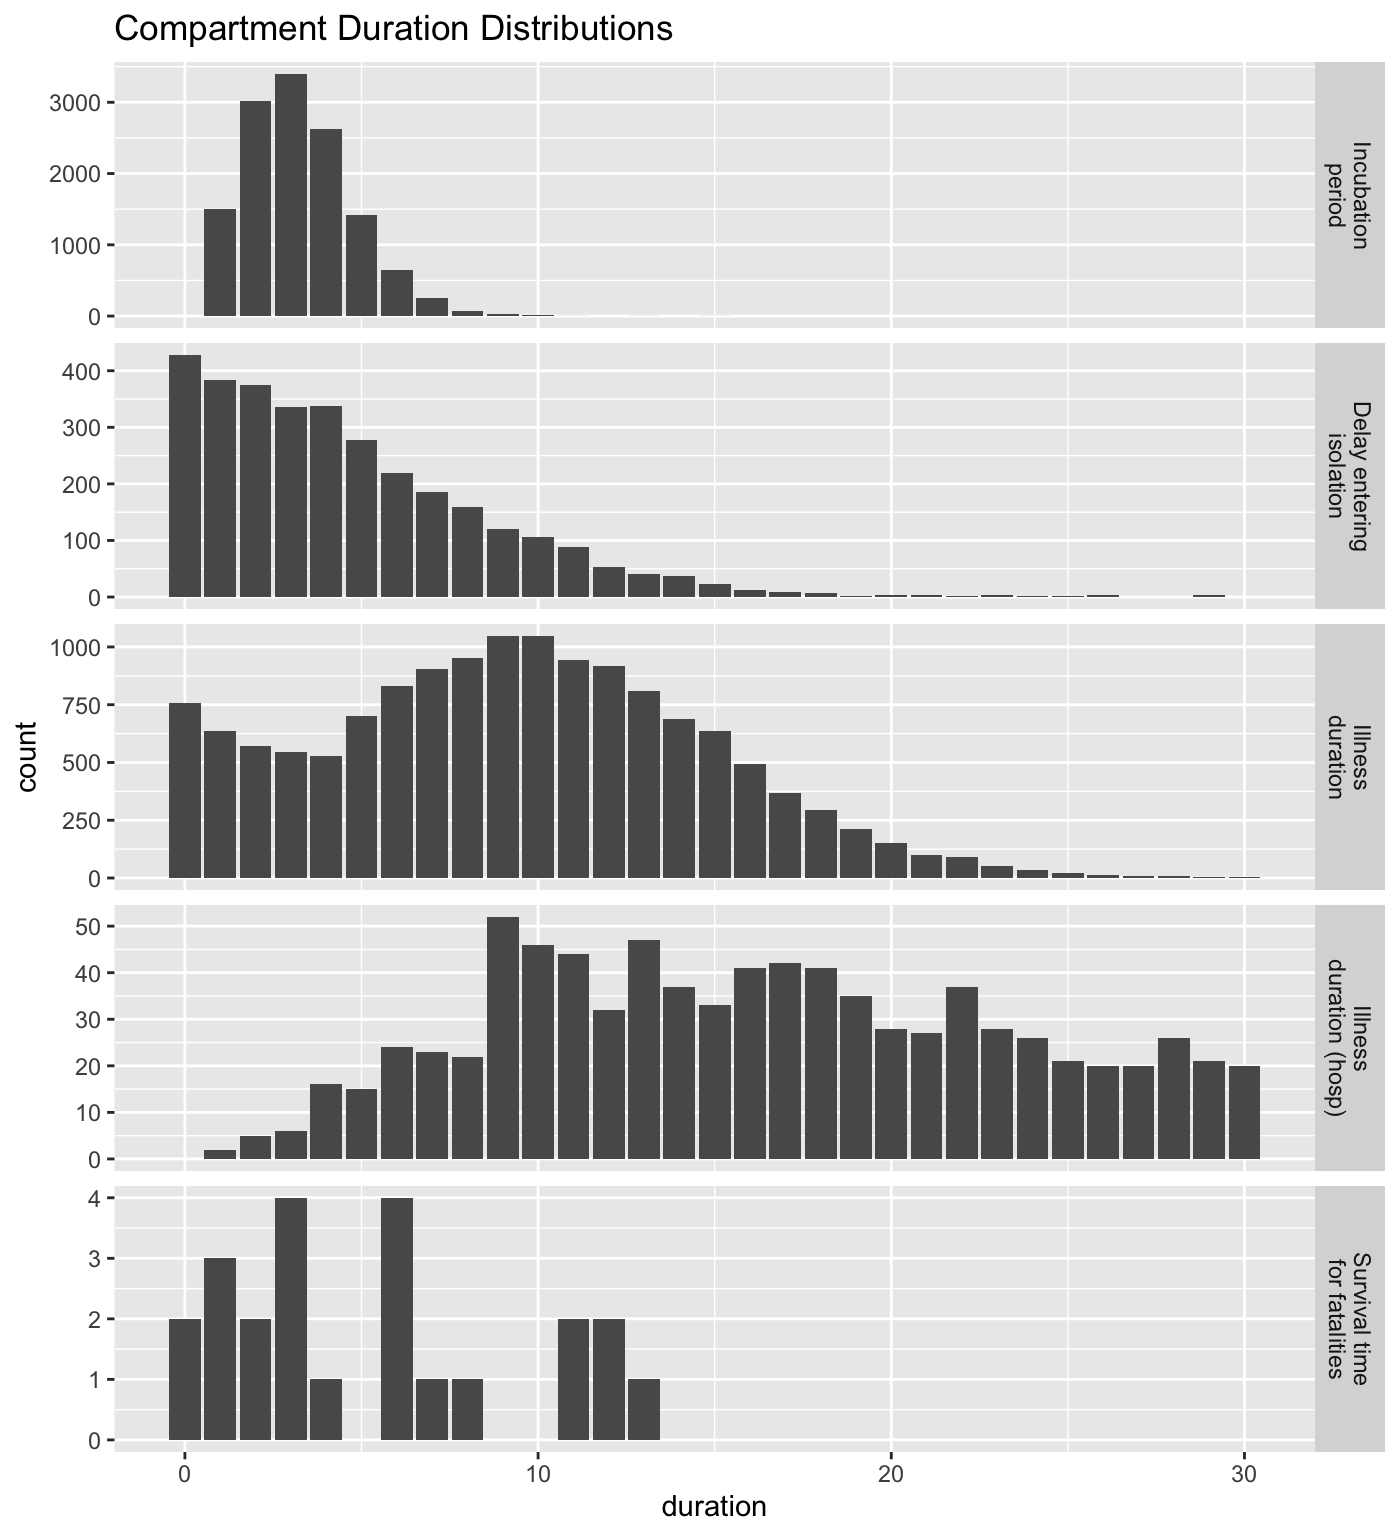 Compartment Duration Distributions
count
3000
2000
1000
0
Incubation
period
400
300
200
100
0
Delay entering
isolation
1000
750
500
250
0
Illness
duration
50
40
30
20
10
0
Illness
duration (hosp)
4
3
2
1
0
Survival time
for fatalities
0 10 20 30
duration